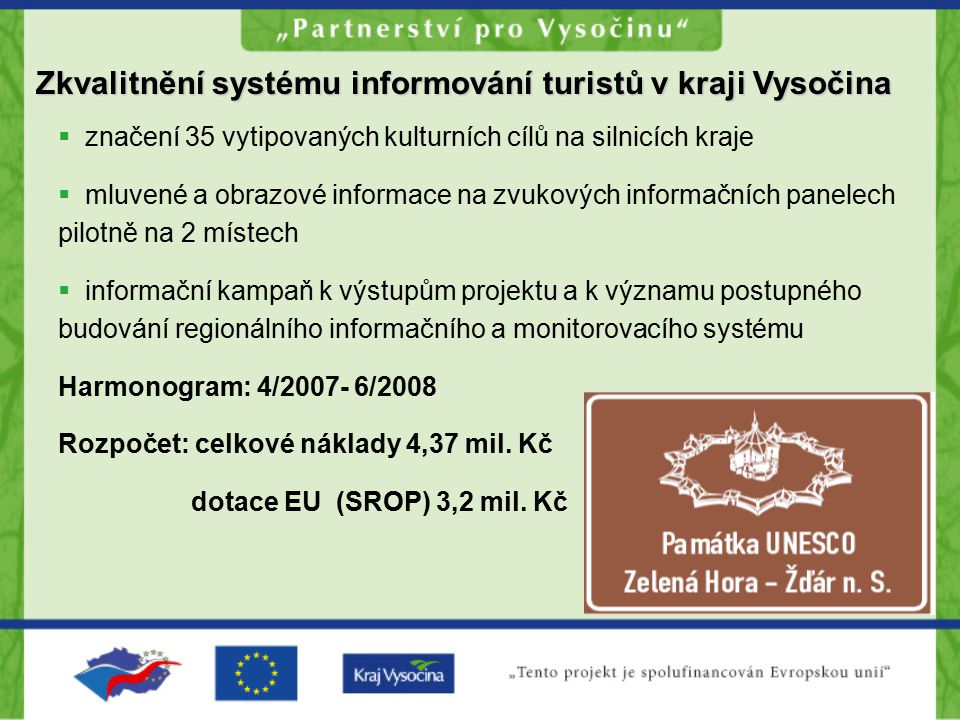 „Partnerství pro Vysočinu“
Zkvalitnění systému informování turistů v kraji Vysočina
▪ značení 35 vytipovaných kulturních cílů na silnicích kraje
▪ mluvené a obrazové informace na zvukových informačních panelech
pilotně na 2 místech
▪ informační kampaň k výstupům projektu a k významu postupného
budování regionálního informačního a monitorovacího systému
Harmonogram: 4/2007- 6/2008
Rozpočet: celkové náklady 4,37 mil. Kč
dotace EU (SROP) 3,2 mil. Kč
Památka UNESCO
Zelená Hora – Žďár n. S.
Kraj Vysočina
„Tento projekt je spolufinancován Evropskou unií“